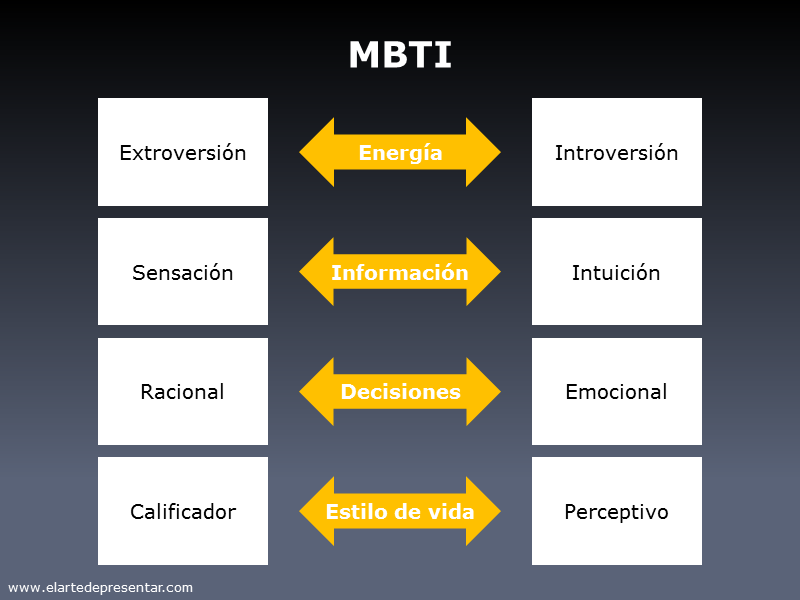 MBTI
Extroversión
Energía
Introversión
Sensación
Información
Intuición
Racional
Decisiones
Emocional
Calificador
Estilo de vida
Perceptivo
www.elartedepresentar.com